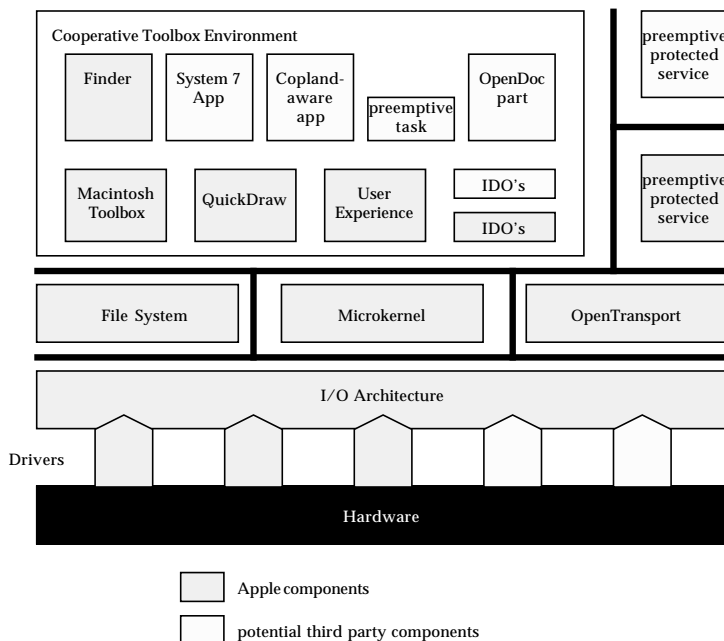 Cooperative Toolbox Environment
Finder
System 7
App
Copland-
aware
app
preemptive
task
OpenDoc
part
preemptive
protected
service
Macintosh
Toolbox
QuickDraw
User
Experience
IDO's
IDO's
preemptive
protected
service
File System
Microkernel
OpenTransport
I/O Architecture
Drivers
Hardware
Apple components
potential third party components